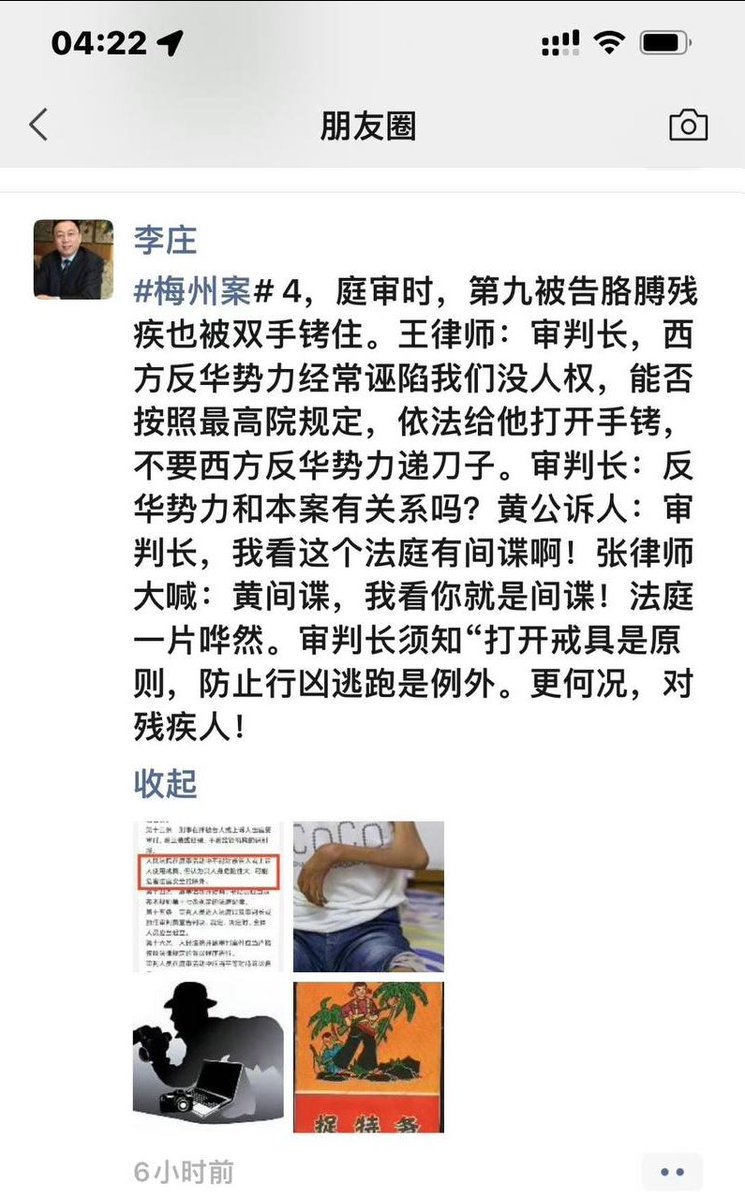 04:22
朋友圈
李庄
#梅州案# 4，庭审时，第九被告胳膊残
疾也被双手铐住。王律师：审判长，西
方反华势力经常诬陷我们没人权，能否
按照最高院规定，依法给他打开手铐，
不要西方反华势力递刀子。审判长：反
华势力和本案有关系吗？黄公诉人：审
判长，我看这个法庭有间谍啊！张律师
大喊：黄间谍，我看你就是间谍！法庭
一片哗然。审判长须知“打开戒具是原
则，防止行凶逃跑是例外。更何况，对
残疾人！
收起
COCO
捉特务
6小时前